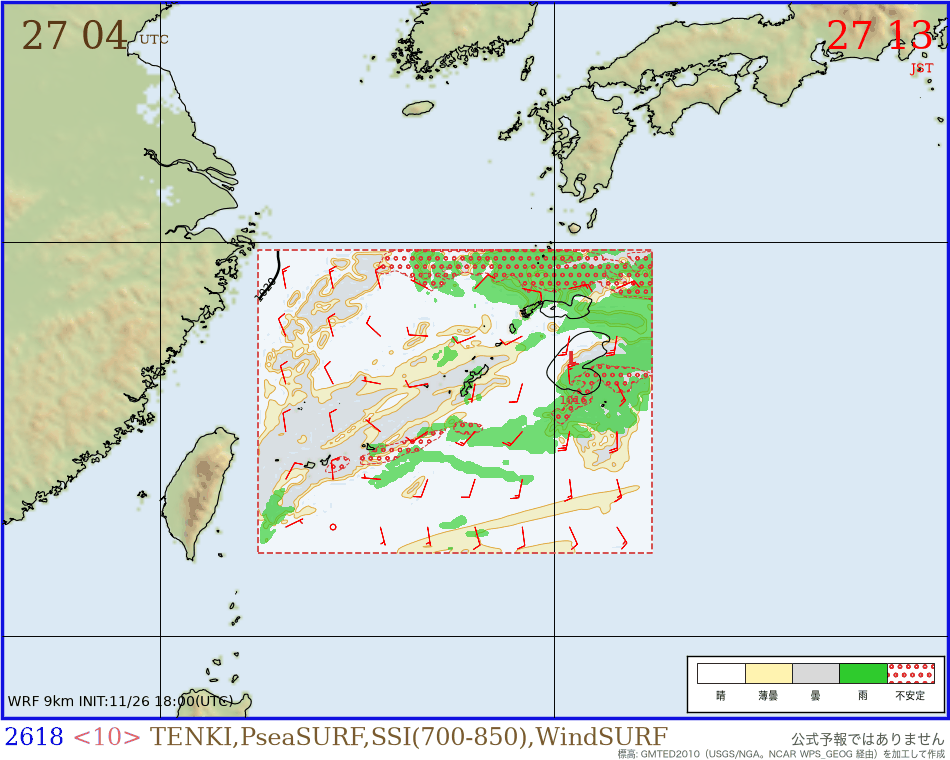 27 04 UTC
27 13
JST
1020
1016
晴 薄曇 曇 雨 不安定
WRF 9km INIT:11/26 18:00(UTC)
2618 <10> TENKI,PseaSURF,SSI(700-850),WindSURF
公式予報ではありません
標高: GMTED2010（USGS/NGA。NCAR WPS_GEOG 経由）を加工して作成